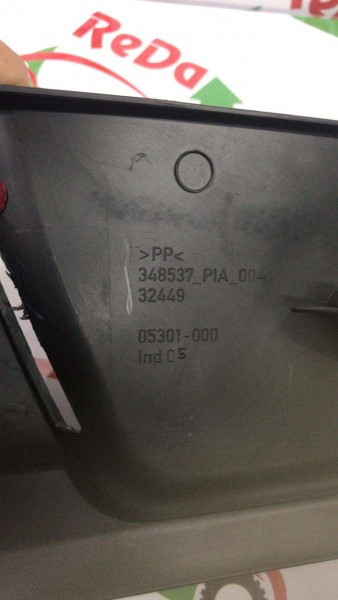 ReDa
>PP<
348537_PIA_004
32449
05301-000
Ind 05